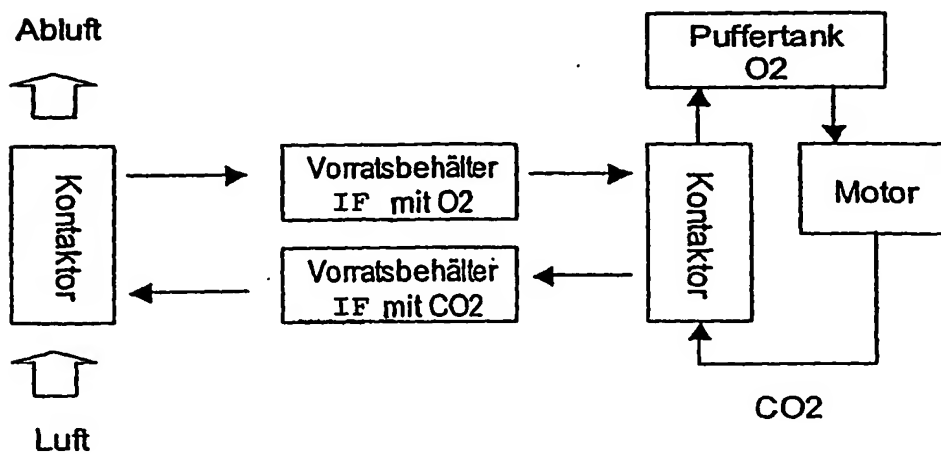 Abluft
Kontaktor
Luft
Vorratsbehälter
IF mit O2
Vorratsbehälter
IF mit CO2
Puffertank
O2
Kontaktor
Motor
CO2